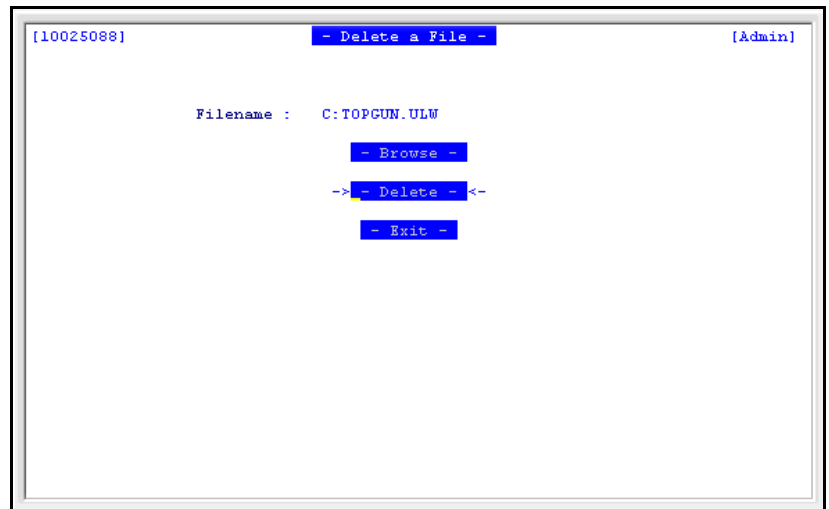 [10025088] - Delete a File - [Admin]
Filename : C:TOPGUN.ULW
- Browse -
-> - Delete - <-
- Exit -